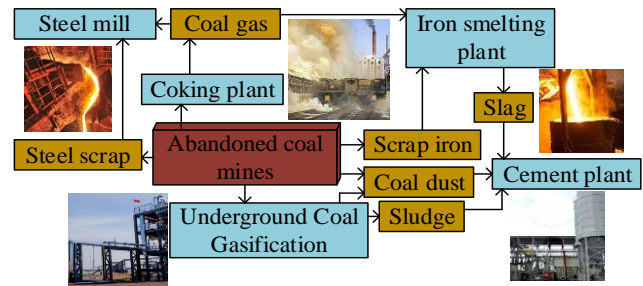 Steel mill
Coal gas
Iron smelting
plant
Coking plant
Slag
Steel scrap
Abandoned coal
mines
Scrap iron
Coal dust
Cement plant
Underground Coal
Gasification
Sludge